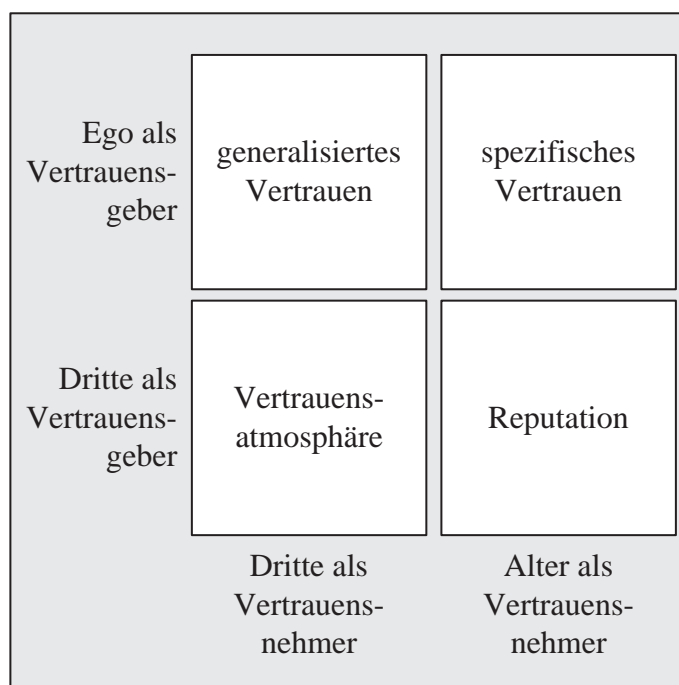 Ego als
Vertrauens-
geber
generalisiertes
Vertrauen
spezifisches
Vertrauen
Dritte als
Vertrauens-
geber
Vertrauens-
atmosphäre
Reputation
Dritte als
Vertrauens-
nehmer
Alter als
Vertrauens-
nehmer